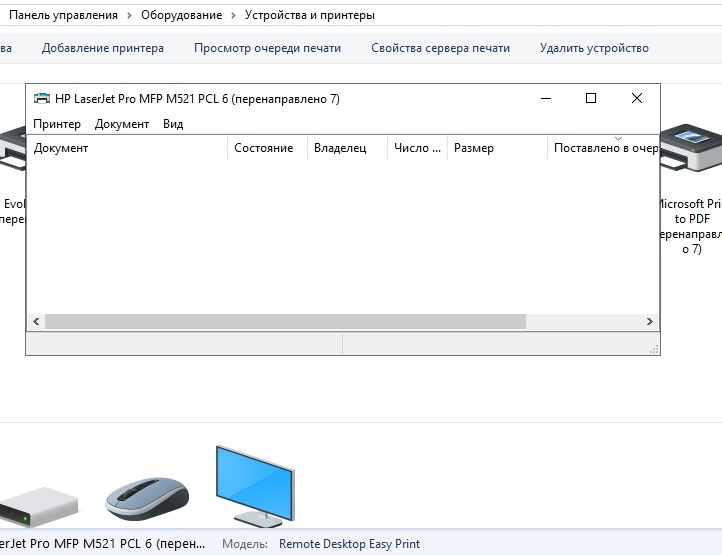 Панель управления › Оборудование › Устройства и принтеры
ва Добавление принтера Просмотр очереди печати Свойства сервера печати Удалить устройство
HP LaserJet Pro MFP M521 PCL 6 (перенаправлено 7)
Принтер Документ Вид
Документ Состояние Владелец Число ... Размер Поставлено в очер
Evol
(перен
Microsoft Prin
to PDF
еренаправл
о 7)
erJet Pro MFP M521 PCL 6 (перен... Модель: Remote Desktop Easy Print